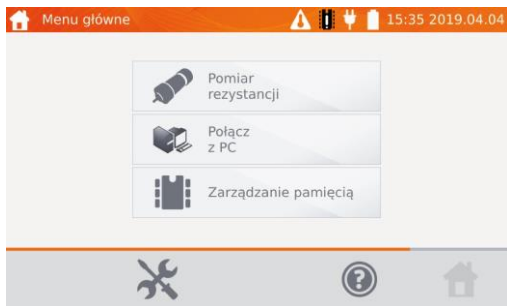 Menu główne 15:35 2019.04.04
Pomiar
rezystancji
Połącz
z PC
Zarządzanie pamięcią